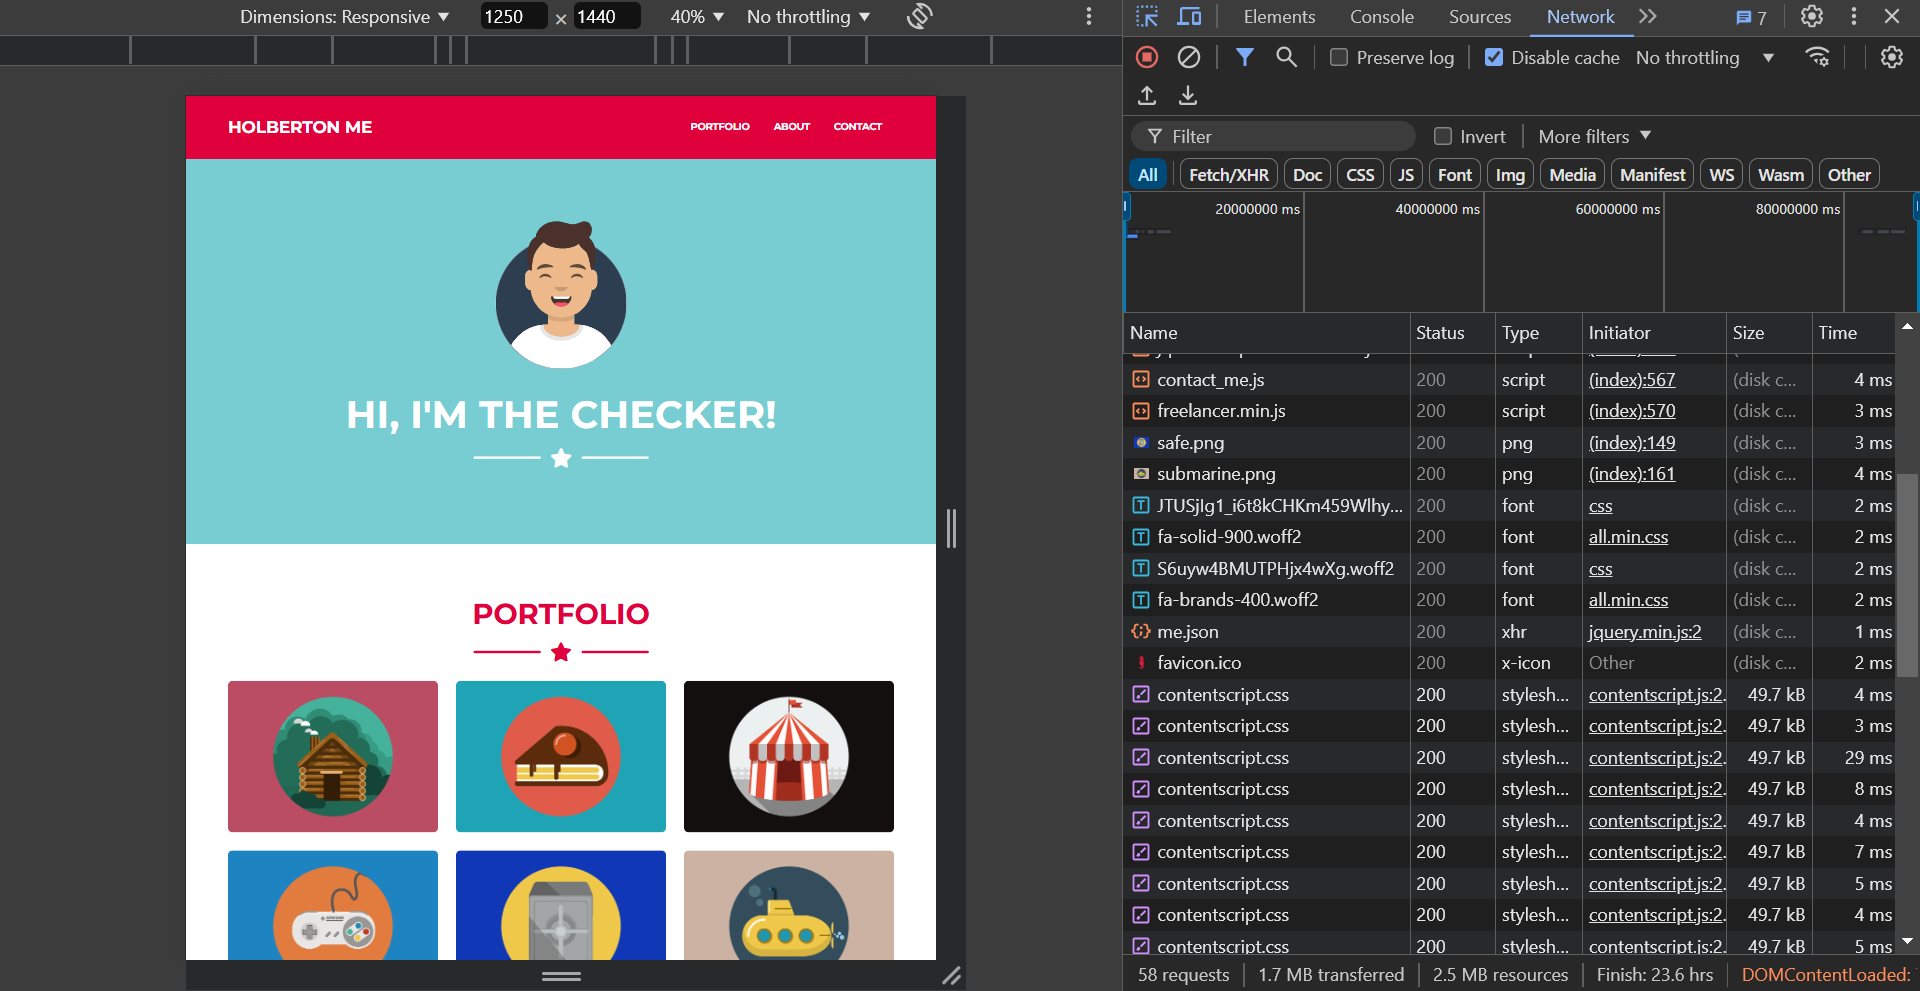 Dimensions: Responsive 1250 × 1440 40% No throttling
HOLBERTON ME PORTFOLIO ABOUT CONTACT
HI, I'M THE CHECKER!
PORTFOLIO
Elements Console Sources Network 7
Preserve log Disable cache No throttling
Filter Invert More filters
All Fetch/XHR Doc CSS JS Font Img Media Manifest WS Wasm Other
20000000 ms 40000000 ms 60000000 ms 80000000 ms
Name Status Type Initiator Size Time
contact_me.js 200 script (index):567 (disk c... 4 ms
freelancer.min.js 200 script (index):570 (disk c... 3 ms
safe.png 200 png (index):149 (disk c... 3 ms
submarine.png 200 png (index):161 (disk c... 4 ms
JTUSjIg1_i6t8kCHKm459Wlhy... 200 font css (disk c... 2 ms
fa-solid-900.woff2 200 font all.min.css (disk c... 2 ms
S6uyw4BMUTPHjx4wXg.woff2 200 font css (disk c... 2 ms
fa-brands-400.woff2 200 font all.min.css (disk c... 2 ms
me.json 200 xhr jquery.min.js:2 (disk c... 1 ms
favicon.ico 200 x-icon Other (disk c... 2 ms
contentscript.css 200 stylesh... contentscript.js:2. 49.7 kB 4 ms
contentscript.css 200 stylesh... contentscript.js:2. 49.7 kB 3 ms
contentscript.css 200 stylesh... contentscript.js:2. 49.7 kB 29 ms
contentscript.css 200 stylesh... contentscript.js:2. 49.7 kB 8 ms
contentscript.css 200 stylesh... contentscript.js:2. 49.7 kB 4 ms
contentscript.css 200 stylesh... contentscript.js:2. 49.7 kB 7 ms
contentscript.css 200 stylesh... contentscript.js:2. 49.7 kB 5 ms
contentscript.css 200 stylesh... contentscript.js:2. 49.7 kB 4 ms
contentscript.css 200 stylesh... contentscript.js:2. 49.7 kB 5 ms
58 requests 1.7 MB transferred 2.5 MB resources Finish: 23.6 hrs DOMContentLoaded: